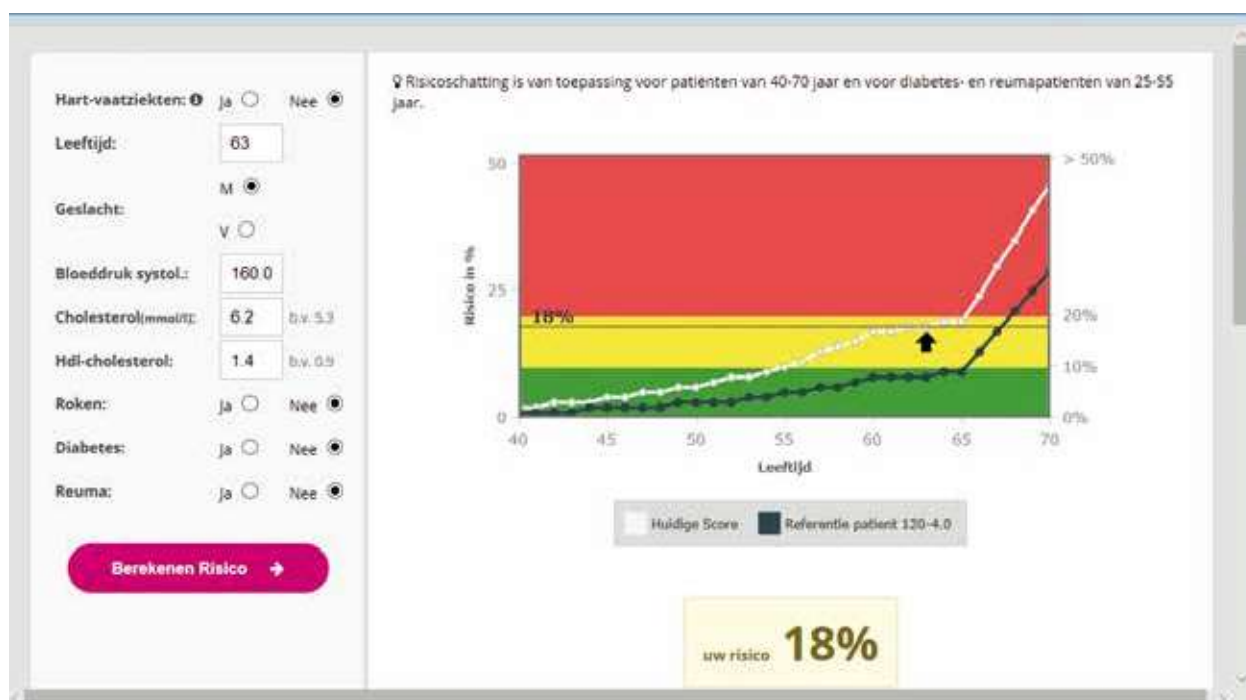 Hart-vaatziekten: Ja Nee
Leeftijd: 63
M
Geslacht:
V
Bloeddruk systol.: 160.0
Cholesterol(mmol/l): 6.2 b.v. 5.3
Hdl-cholesterol: 1.4 b.v. 0.9
Roken: Ja Nee
Diabetes: Ja Nee
Reuma: Ja Nee
Berekenen Risico →
Risicoschatting is van toepassing voor patiënten van 40-70 jaar en voor diabetes- en reumapatienten van 25-55
jaar.
50 > 50%
Risico in %
25
18% 20%
10%
0 0%
40 45 50 55 60 65 70
Leeftijd
Huidige Score Referentie patient 120-4.0
uw risico 18%